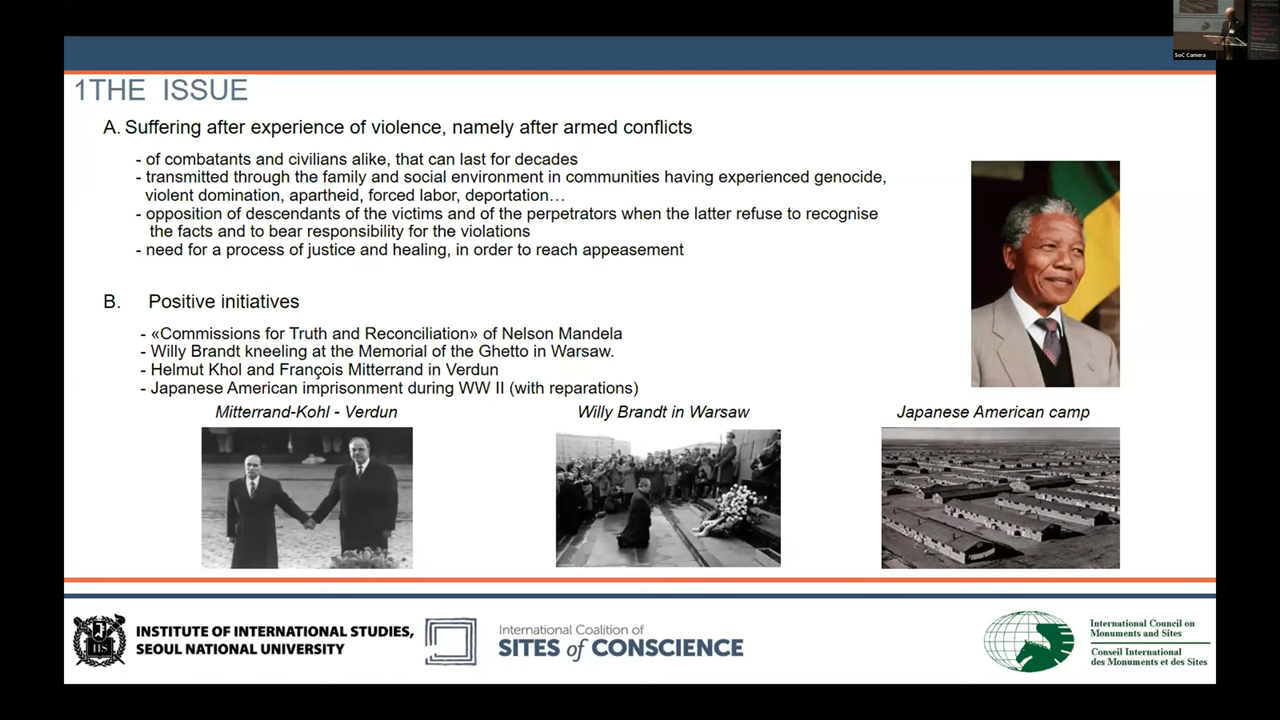 SoC Camera
1THE ISSUE
A. Suffering after experience of violence, namely after armed conflicts
- of combatants and civilians alike, that can last for decades
- transmitted through the family and social environment in communities having experienced genocide,
violent domination, apartheid, forced labor, deportation…
- opposition of descendants of the victims and of the perpetrators when the latter refuse to recognise
the facts and to bear responsibility for the violations
- need for a process of justice and healing, in order to reach appeasement
B. Positive initiatives
- «Commissions for Truth and Reconciliation» of Nelson Mandela
- Willy Brandt kneeling at the Memorial of the Ghetto in Warsaw.
- Helmut Khol and François Mitterrand in Verdun
- Japanese American imprisonment during WW II (with reparations)
Mitterrand-Kohl - Verdun
Willy Brandt in Warsaw
Japanese American camp
INSTITUTE OF INTERNATIONAL STUDIES,
SEOUL NATIONAL UNIVERSITY
International Coalition of
SITES of CONSCIENCE
International Council on
Monuments and Sites
Conseil International
des Monuments et des Sites